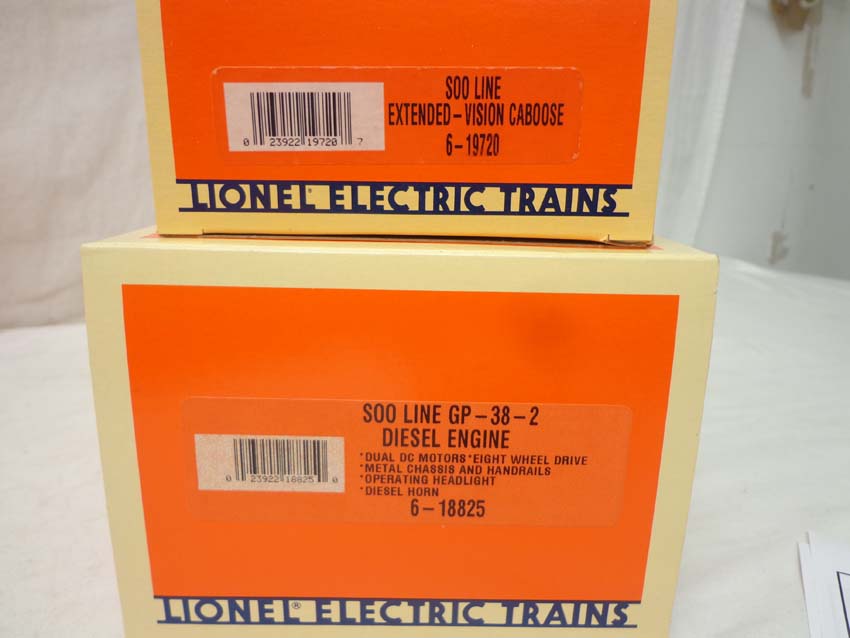 SOO LINE
EXTENDED-VISION CABOOSE
6-19720
0 23922 19720 7
LIONEL® ELECTRIC TRAINS
SOO LINE GP-38-2
DIESEL ENGINE
*DUAL DC MOTORS *EIGHT WHEEL DRIVE
*METAL CHASSIS AND HANDRAILS
*OPERATING HEADLIGHT
*DIESEL HORN
6-18825
0 23922 18825 0
LIONEL® ELECTRIC TRAINS